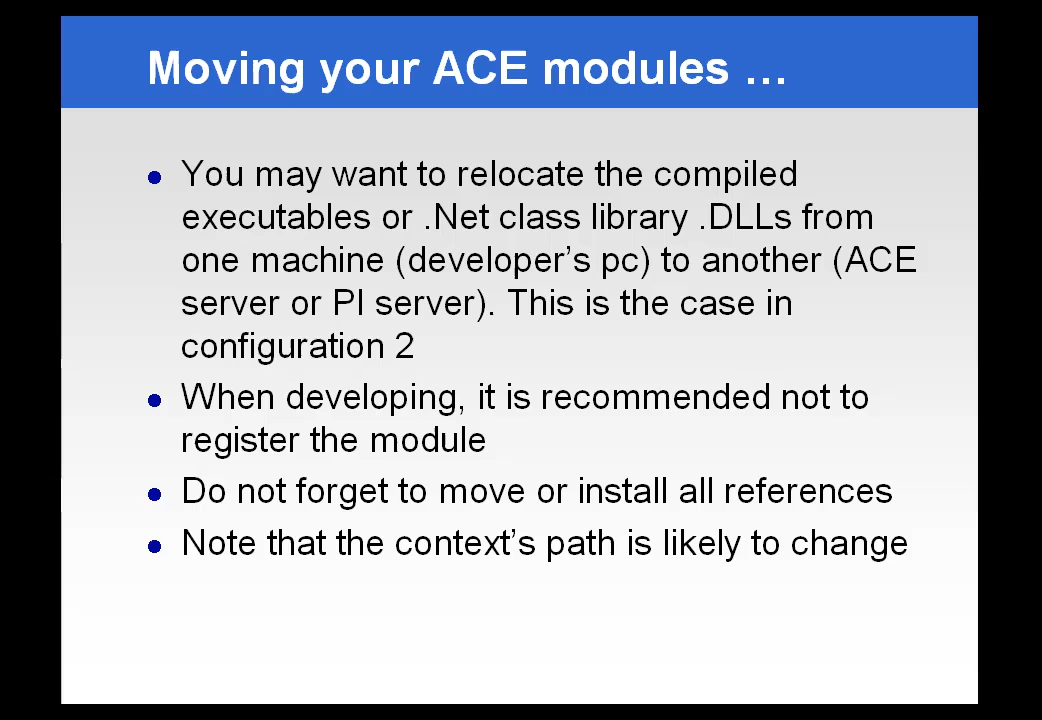 Moving your ACE modules …
● You may want to relocate the compiled
executables or .Net class library .DLLs from
one machine (developer’s pc) to another (ACE
server or PI server). This is the case in
configuration 2
● When developing, it is recommended not to
register the module
● Do not forget to move or install all references
● Note that the context’s path is likely to change